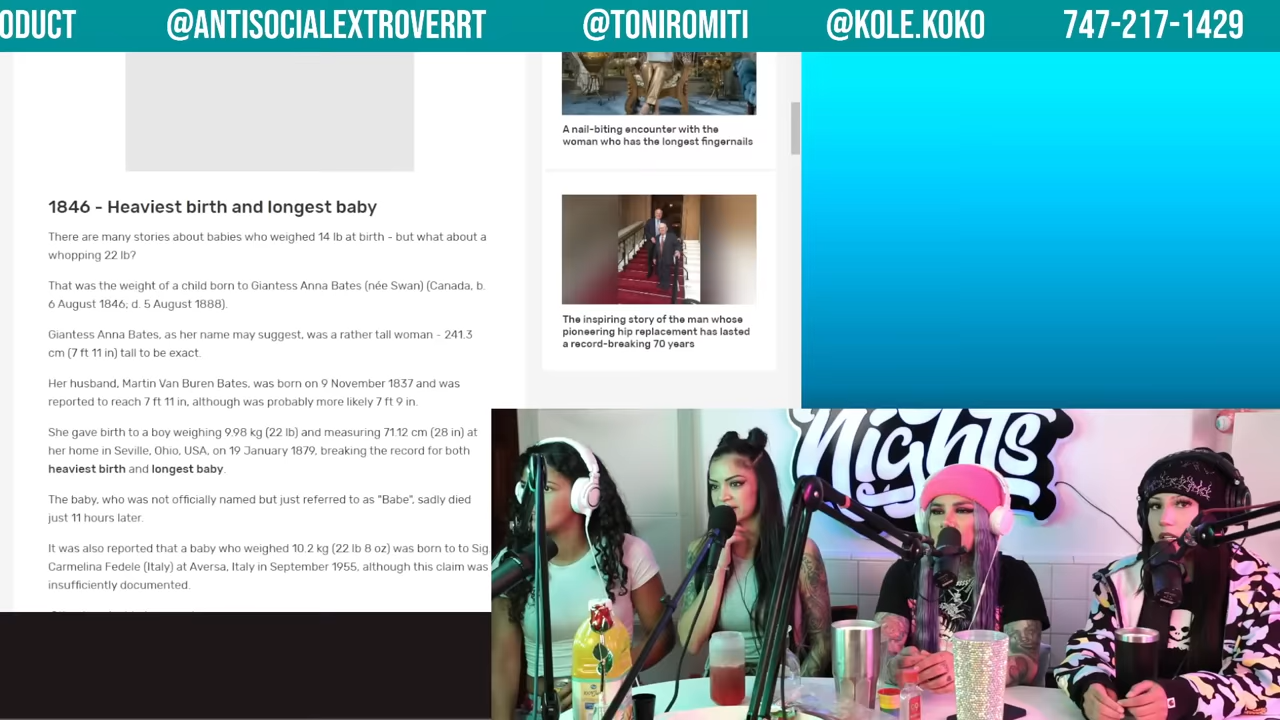 ODUCT @ANTISOCIALEXTROVERRT @TONIROMITI @KOLE.KOKO 747-217-1429
A nail-biting encounter with the
woman who has the longest fingernails
1846 - Heaviest birth and longest baby
There are many stories about babies who weighed 14 lb at birth - but what about a
whopping 22 lb?
That was the weight of a child born to Giantess Anna Bates (née Swan) (Canada, b.
6 August 1846; d. 5 August 1888).
Giantess Anna Bates, as her name may suggest, was a rather tall woman - 241.3
cm (7 ft 11 in) tall to be exact.
Her husband, Martin Van Buren Bates, was born on 9 November 1837 and was
reported to reach 7 ft 11 in, although was probably more likely 7 ft 9 in.
She gave birth to a boy weighing 9.98 kg (22 lb) and measuring 71.12 cm (28 in) at
her home in Seville, Ohio, USA, on 19 January 1879, breaking the record for both
heaviest birth and longest baby.
The baby, who was not officially named but just referred to as "Babe", sadly died
just 11 hours later.
It was also reported that a baby who weighed 10.2 kg (22 lb 8 oz) was born to to Sig
Carmelina Fedele (Italy) at Aversa, Italy in September 1955, although this claim was
insufficiently documented.
The inspiring story of the man whose
pioneering hip replacement has lasted
a record-breaking 70 years
Nights